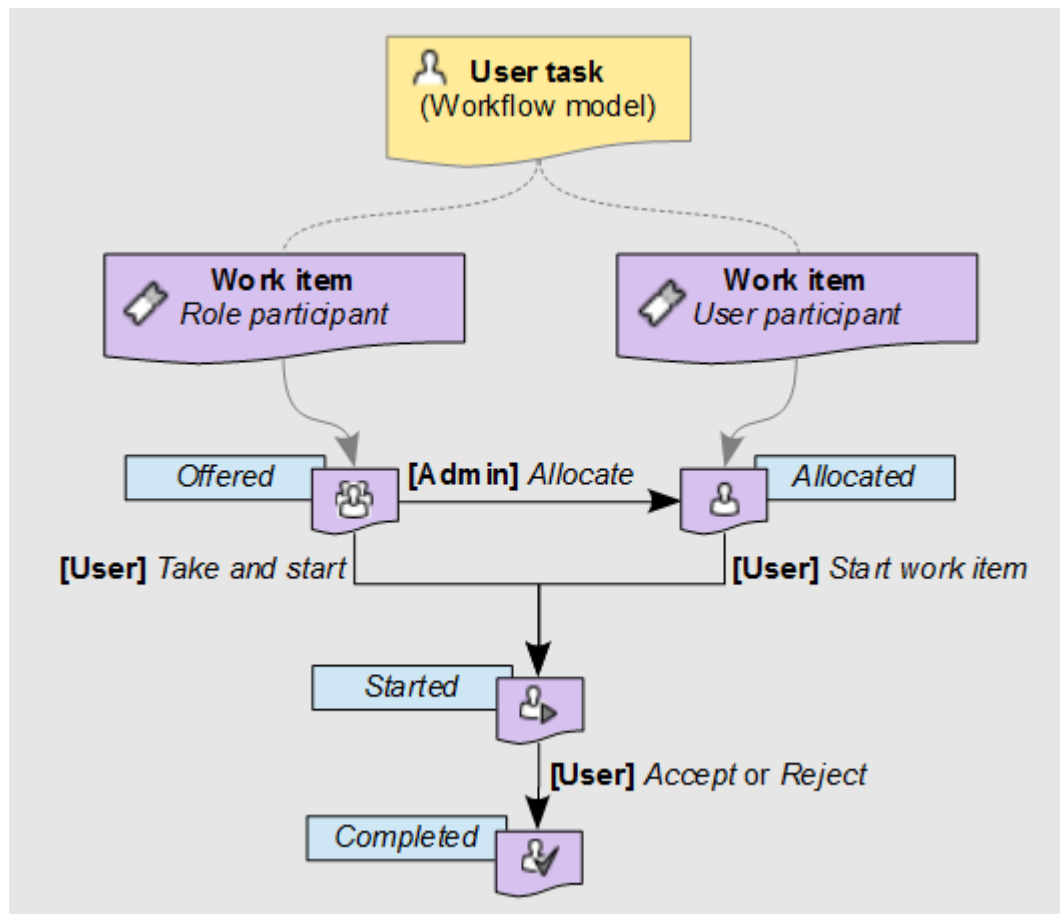 User task
(Workflow model)
Work item
Role participant
Work item
User participant
Offered
[Admin] Allocate
Allocated
[User] Take and start
[User] Start work item
Started
[User] Accept or Reject
Completed